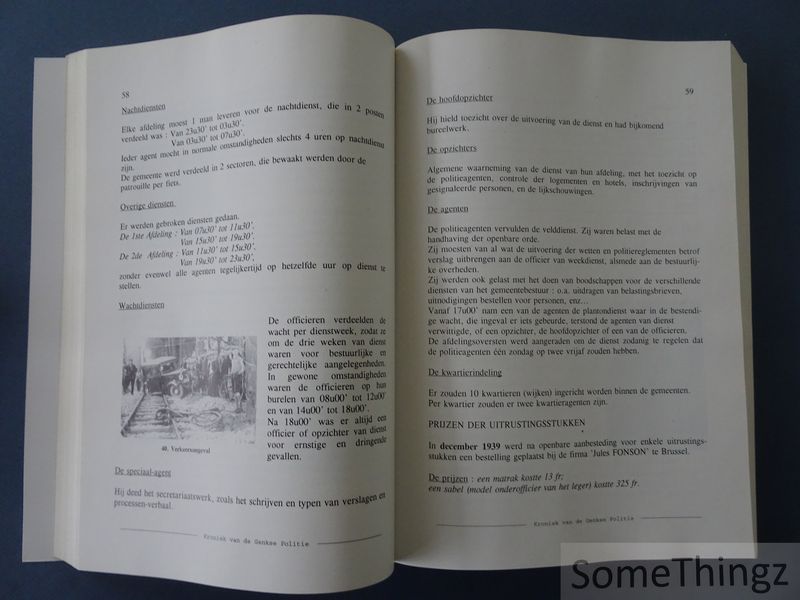 58
Nachtdiensten
Elke afdeling moest 1 man leveren voor de nachtdienst, die in 2 posten
verdeeld was : Van 23u30' tot 03u30'.
Van 03u30' tot 07u30'.
Ieder agent mocht in normale omstandigheden slechts 4 uren op nachtdienst
zijn.
De gemeente werd verdeeld in 2 sectoren, die bewaakt werden door de
patrouille per fiets.
Overige diensten
Er werden gebroken diensten gedaan.
De 1ste Afdeling : Van 07u30' tot 11u30'.
Van 15u30' tot 19u30'.
De 2de Afdeling : Van 11u30' tot 15u30'.
Van 19u30' tot 23u30',
zonder evenwel alle agenten tegelijkertijd op hetzelfde uur op dienst te
stellen.
Wachtdiensten
De officieren verdeelden de
wacht per dienstweek, zodat ze
om de drie weken van dienst
waren voor bestuurlijke en
gerechtelijke aangelegenheden.
In gewone omstandigheden
waren de officieren op hun
burelen van 08u00' tot 12u00'
en van 14u00' tot 18u00'.
Na 18u00' was er altijd een
officier of opzichter van dienst
voor ernstige en dringende
gevallen.
40. Verkeersongeval
De speciaal-agent
Hij deed het secretariaatswerk, zoals het schrijven en typen van verslagen en
processen-verbaal.
Kroniek van de Genkse Politie
59
De hoofdopzichter
Hij hield toezicht over de uitvoering van de dienst en had bijkomend
bureelwerk.
De opzichters
Algemene waarneming van de dienst van hun afdeling, met het toezicht op
de politieagenten, controle der logementen en hotels, inschrijvingen van
gesignaleerde personen, en de lijkschouwingen.
De agenten
De politieagenten vervulden de velddienst. Zij waren belast met de
handhaving der openbare orde.
Zij moesten van al wat de uitvoering der wetten en politiereglementen betrof
verslag uitbrengen aan de officier van weekdienst, alsmede aan de bestuurlij-
ke overheden.
Zij werden ook gelast met het doen van boodschappen voor de verschillende
diensten van het gemeentebestuur : o.a. uitdragen van belastingsbrieven,
uitnodigingen bestellen voor personen, enz...
Vanaf 17u00' nam een van de agenten de plantondienst waar in de bestendi-
ge wacht, die ingeval er iets gebeurde, terstond de agenten van dienst
verwittigde, of een opzichter, de hoofdopzichter of een van de officieren.
De afdelingsoversten werd aangeraden om de dienst zodanig te regelen dat
de politieagenten één zondag op twee vrijaf zouden hebben.
De kwartierindeling
Er zouden 10 kwartieren (wijken) ingericht worden binnen de gemeenten.
Per kwartier zouden er twee kwartieragenten zijn.
PRIJZEN DER UITRUSTINGSSTUKKEN
In december 1939 werd na openbare aanbesteding voor enkele uitrustings-
stukken een bestelling geplaatst bij de firma 'Jules FONSON' te Brussel.
De prijzen : een matrak kostte 13 fr;
een sabel (model onderofficier van het leger) kostte 325 fr.
Kroniek van de Genkse Politie
SomeThingz